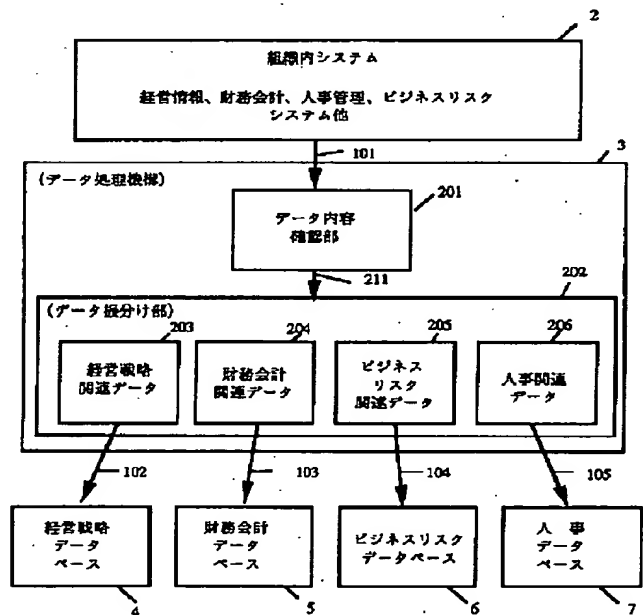 2
組織内システム
経営情報、財務会計、人事管理、ビジネスリスク
システム他
101
3
(データ処理機構)
201
データ内容
確認部
211
202
(データ振分け部)
203
204
205
206
経営戦略
関連データ
財務会計
関連データ
ビジネス
リスク
関連データ
人事関連
データ
102
103
104
105
経営戦略
データ
ベース
財務会計
データ
ベース
ビジネスリスク
データベース
人 事
データ
ベース
4
5
6
7